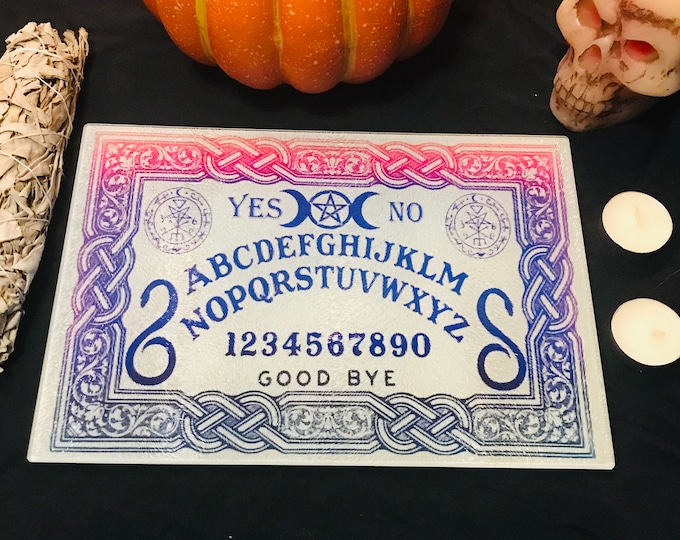 YES NO
ABCDEFGHIJKLM
NOPQRSTUVWXYZ
1234567890
GOOD BYE